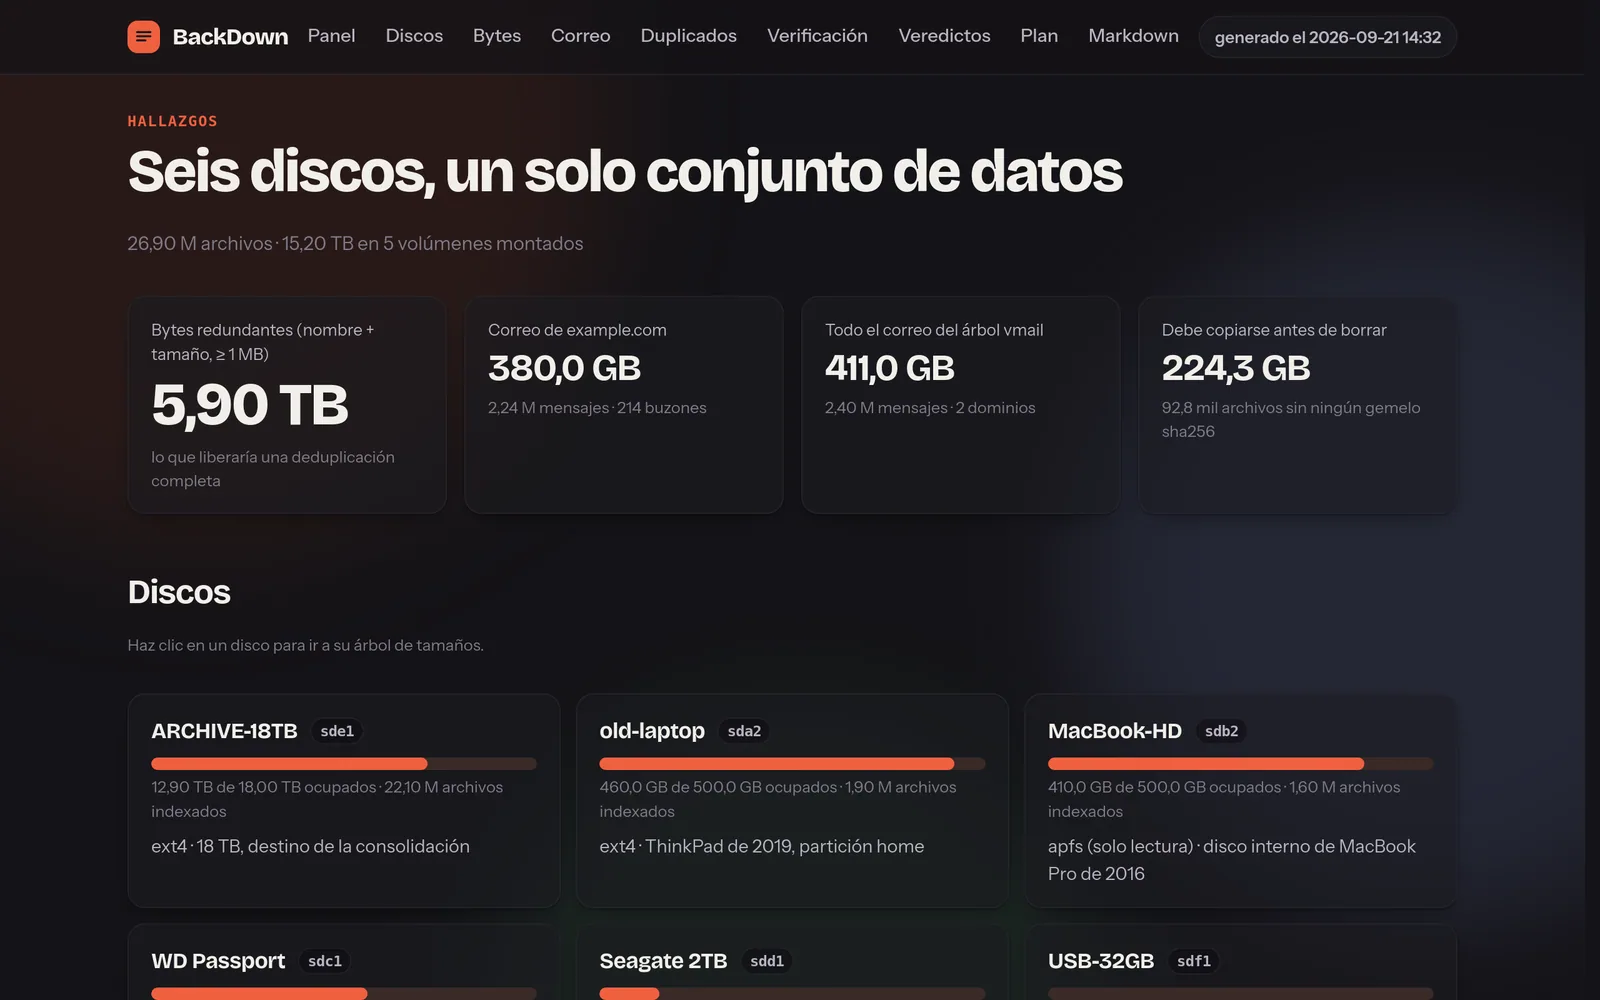 BackDown
Panel
Discos
Bytes
Correo
Duplicados
Verificación
Veredictos
Plan
Markdown
generado el 2026-09-21 14:32
HALLAZGOS
Seis discos, un solo conjunto de datos
26,90 M archivos · 15,20 TB en 5 volúmenes montados
Bytes redundantes (nombre +
tamaño, ≥ 1 MB)
5,90 TB
lo que liberaría una deduplicación
completa
Correo de example.com
380,0 GB
2,24 M mensajes · 214 buzones
Todo el correo del árbol vmail
411,0 GB
2,40 M mensajes · 2 dominios
Debe copiarse antes de borrar
224,3 GB
92,8 mil archivos sin ningún gemelo
sha256
Discos
Haz clic en un disco para ir a su árbol de tamaños.
ARCHIVE-18TB sde1
12,90 TB de 18,00 TB ocupados · 22,10 M archivos
indexados
ext4 · 18 TB, destino de la consolidación
old-laptop sda2
460,0 GB de 500,0 GB ocupados · 1,90 M archivos
indexados
ext4 · ThinkPad de 2019, partición home
MacBook-HD sdb2
410,0 GB de 500,0 GB ocupados · 1,60 M archivos
indexados
apfs (solo lectura) · disco interno de MacBook
Pro de 2016
WD Passport sdc1
Seagate 2TB sdd1
USB-32GB sdf1